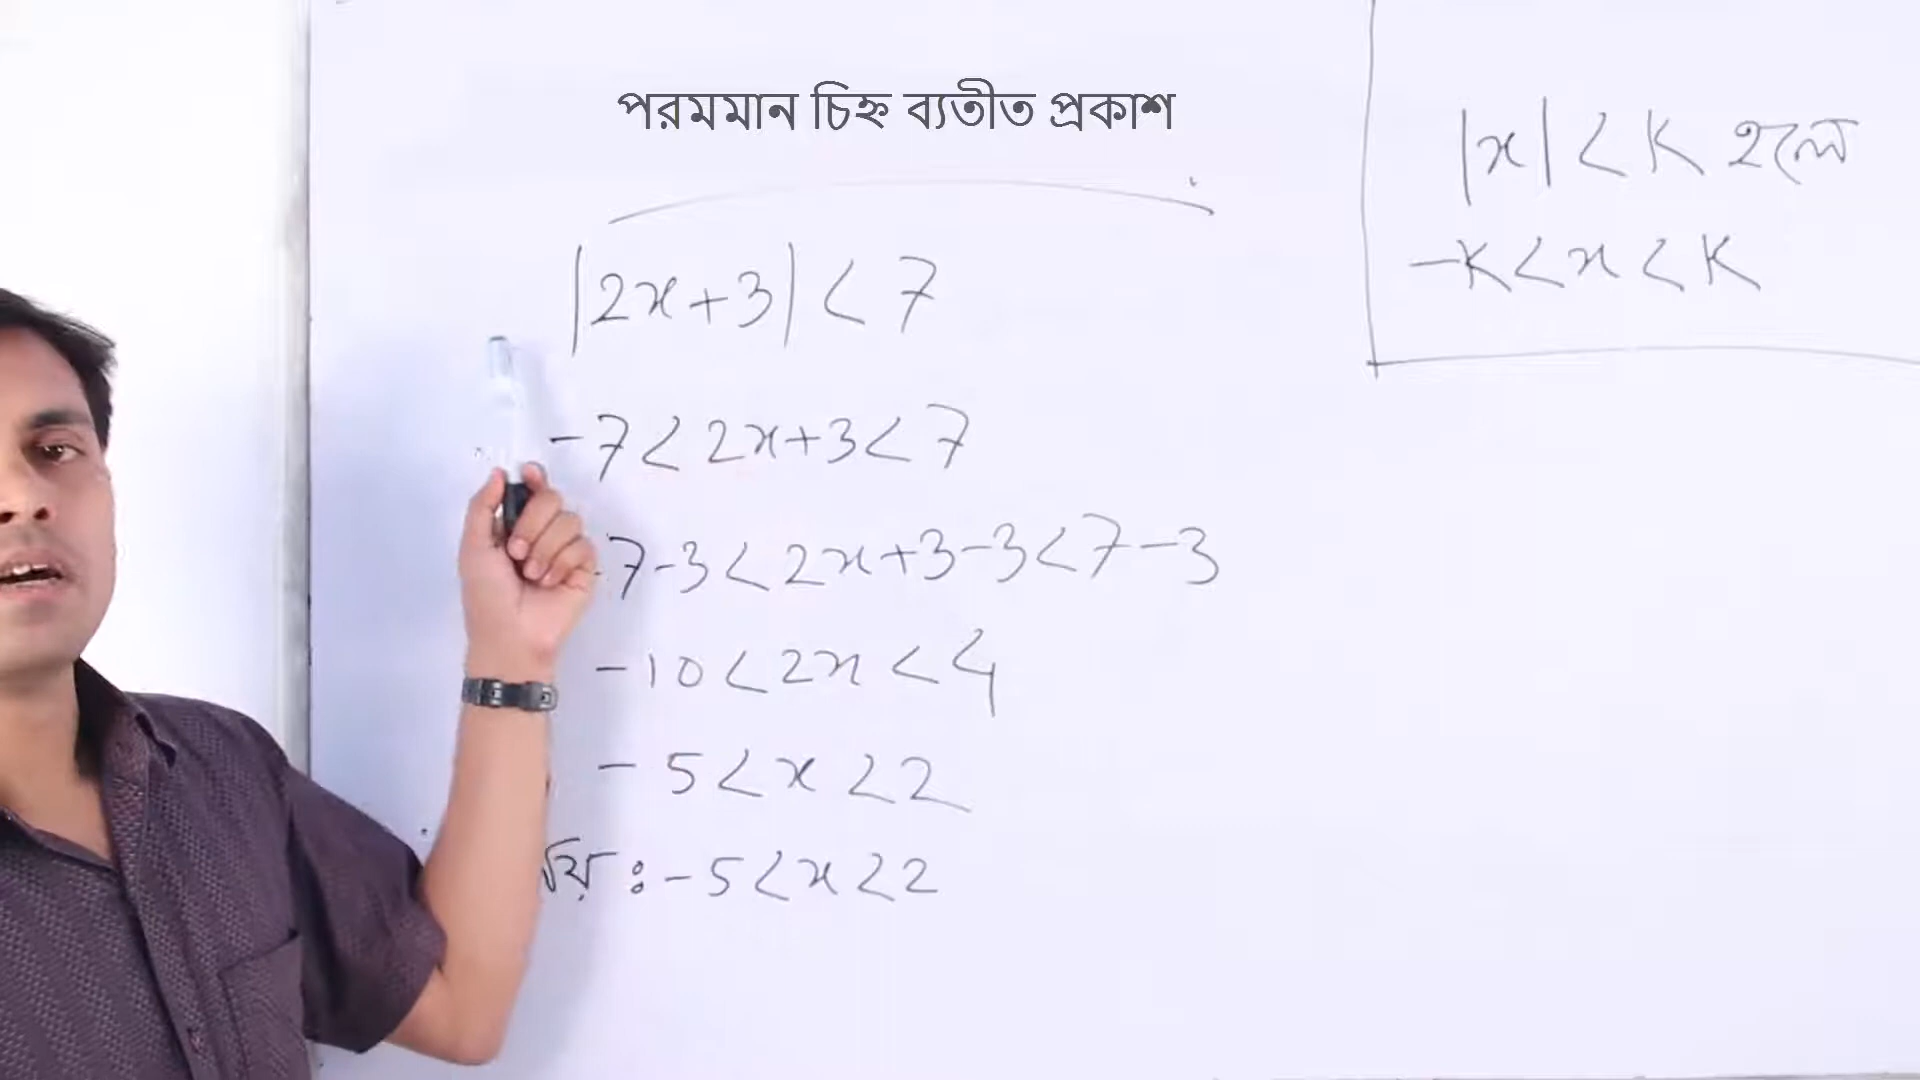 পরমমান চিহ্ন ব্যতীত প্রকাশ
|2x+3| < 7
-7 < 2x+3 < 7
-7-3 < 2x+3-3 < 7-3
-10 < 2x < 4
-5 < x < 2
: -5 < x < 2
|x| < K হলে
-K < x < K